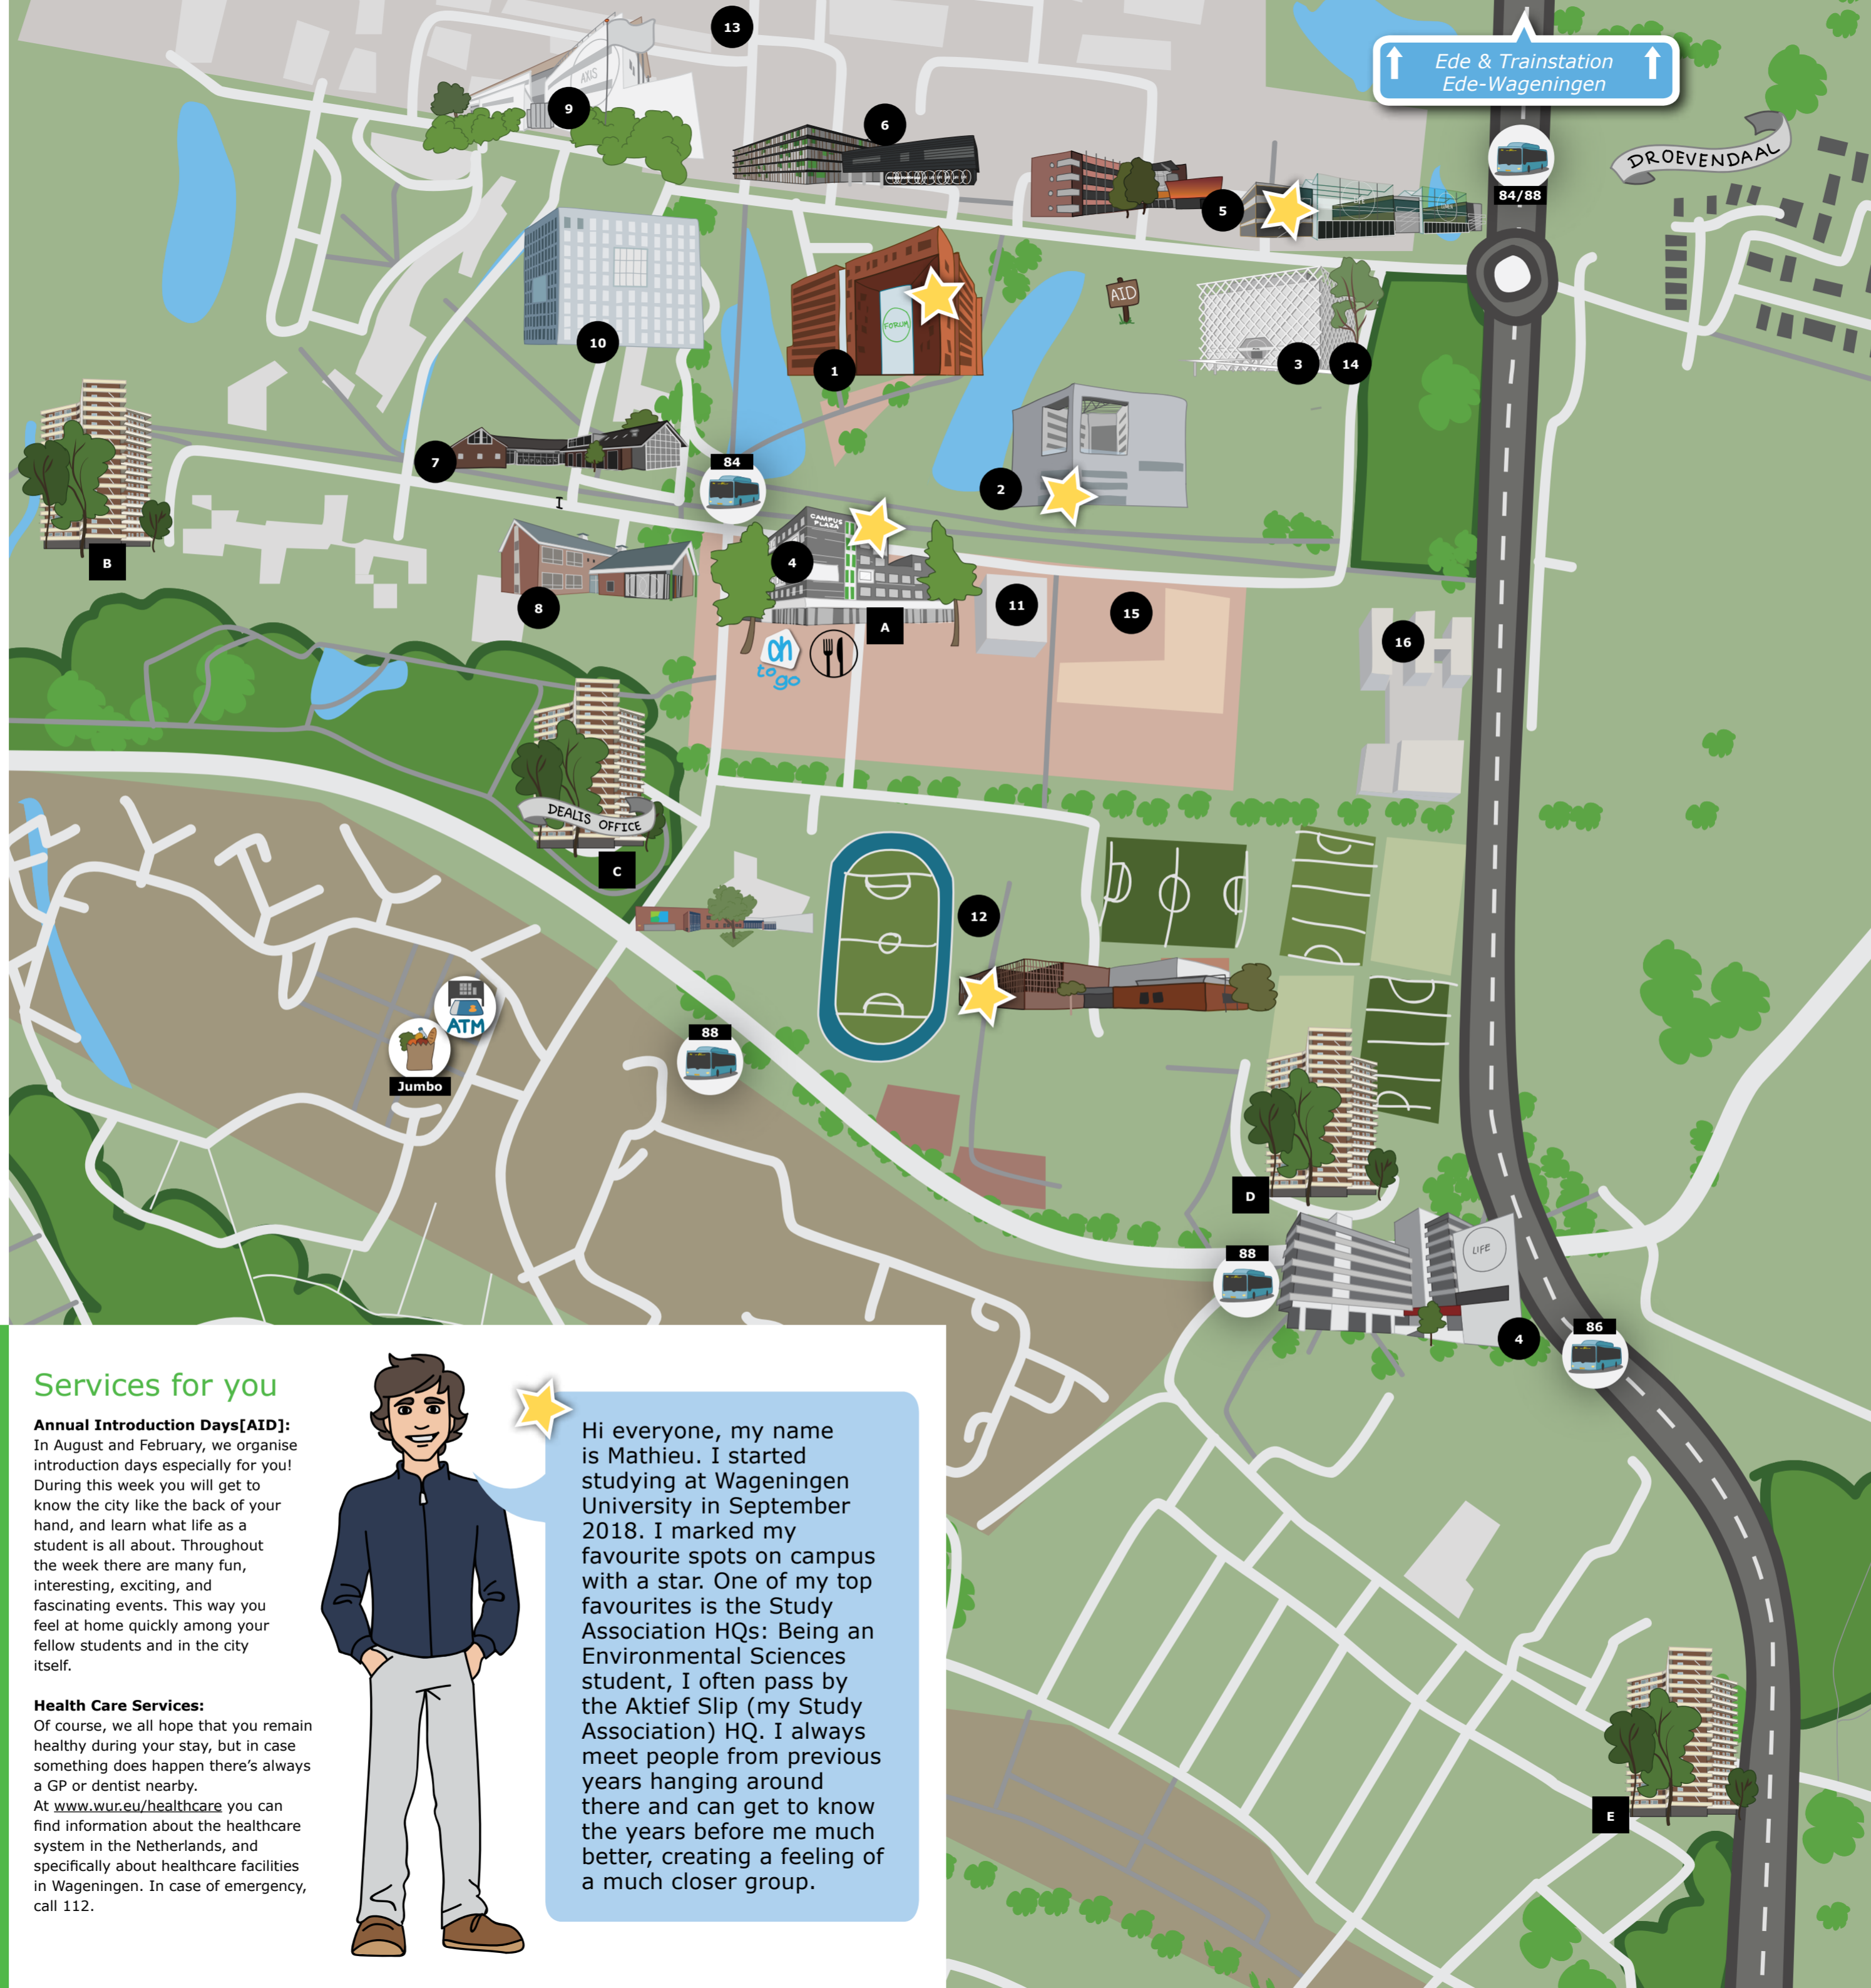 13
Ede & Trainstation
Ede-Wageningen
AXIS
9
6
84/88
DROEVENDAAL
5
AID
FORUM
10
1
3
14
7
84
2
CAMPUS
PLAZA
B
4
8
11
15
A
16
ah
to go
DEALIS OFFICE
C
12
ATM
Jumbo
88
D
LIFE
88
4
86
E
Services for you
Annual Introduction Days[AID]:
In August and February, we organise
introduction days especially for you!
During this week you will get to
know the city like the back of your
hand, and learn what life as a
student is all about. Throughout
the week there are many fun,
interesting, exciting, and
fascinating events. This way you
feel at home quickly among your
fellow students and in the city
itself.
Health Care Services:
Of course, we all hope that you remain
healthy during your stay, but in case
something does happen there’s always
a GP or dentist nearby.
At www.wur.eu/healthcare you can
find information about the healthcare
system in the Netherlands, and
specifically about healthcare facilities
in Wageningen. In case of emergency,
call 112.
Hi everyone, my name
is Mathieu. I started
studying at Wageningen
University in September
2018. I marked my
favourite spots on campus
with a star. One of my top
favourites is the Study
Association HQs: Being an
Environmental Sciences
student, I often pass by
the Aktief Slip (my Study
Association) HQ. I always
meet people from previous
years hanging around
there and can get to know
the years before me much
better, creating a feeling of
a much closer group.